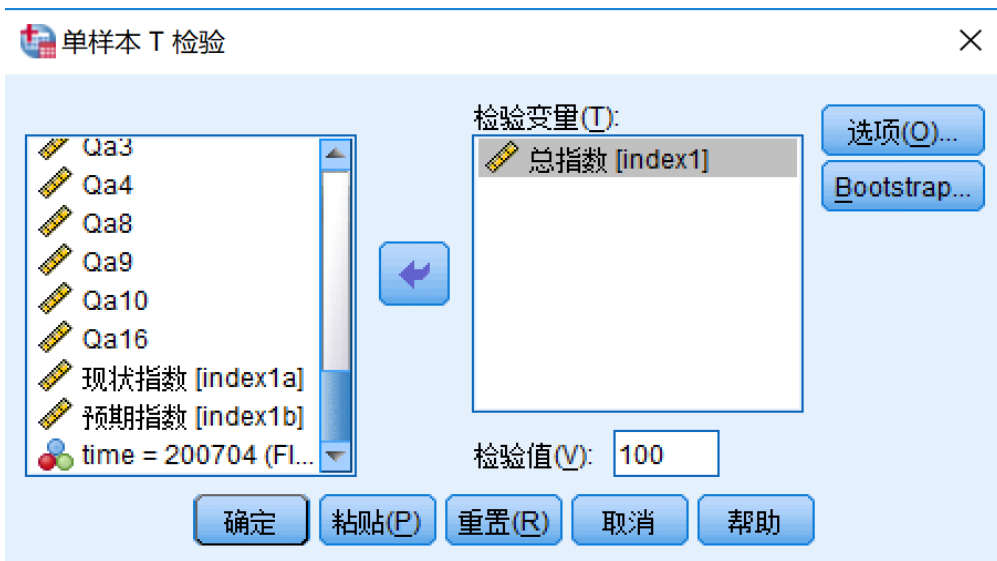 单样本 T 检验
Qa3
Qa4
Qa8
Qa9
Qa10
Qa16
现状指数 [index1a]
预期指数 [index1b]
time = 200704 (FI...
检验变量(T):
总指数 [index1]
检验值(V): 100
选项(O)...
Bootstrap...
确定 粘贴(P) 重置(R) 取消 帮助